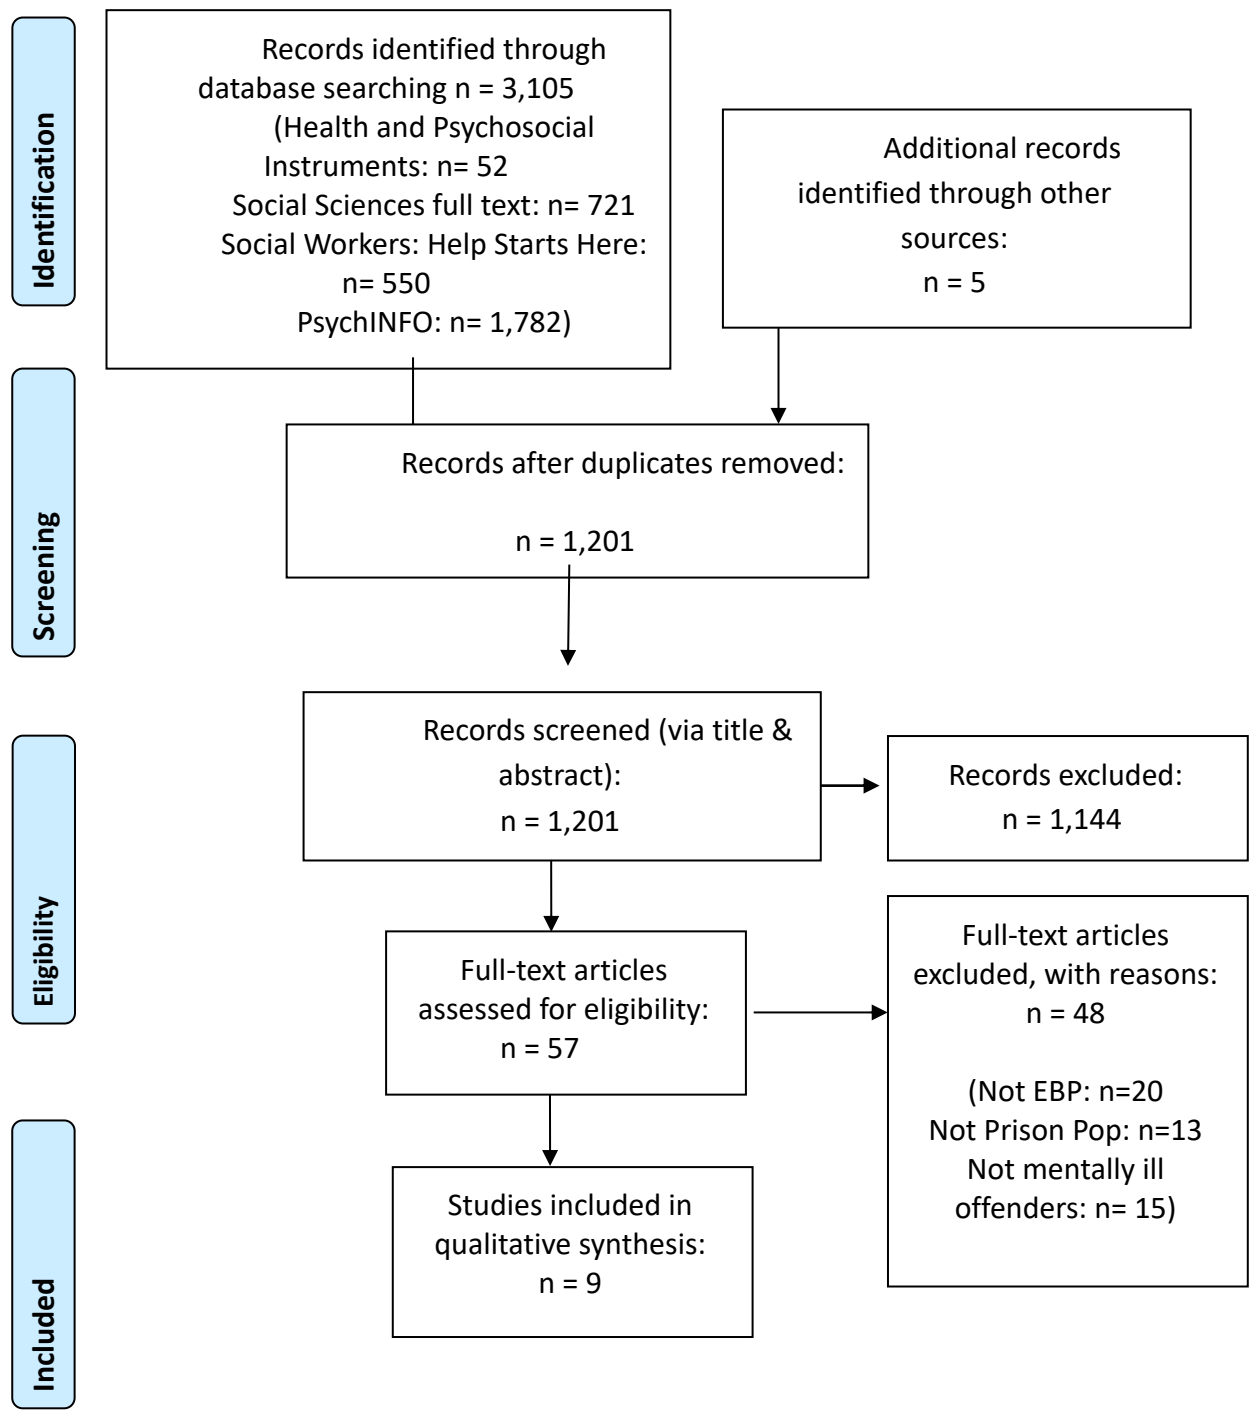 Identification
Records identified through
database searching n = 3,105
(Health and Psychosocial
Instruments: n= 52
Social Sciences full text: n= 721
Social Workers: Help Starts Here:
n= 550
PsychINFO: n= 1,782)
Additional records
identified through other
sources:
n = 5
Screening
Records after duplicates removed:
n = 1,201
Records screened (via title &
abstract):
n = 1,201
Records excluded:
n = 1,144
Eligibility
Full-text articles
assessed for eligibility:
n = 57
Full-text articles
excluded, with reasons:
n = 48
(Not EBP: n=20
Not Prison Pop: n=13
Not mentally ill
offenders: n= 15)
Included
Studies included in
qualitative synthesis:
n = 9